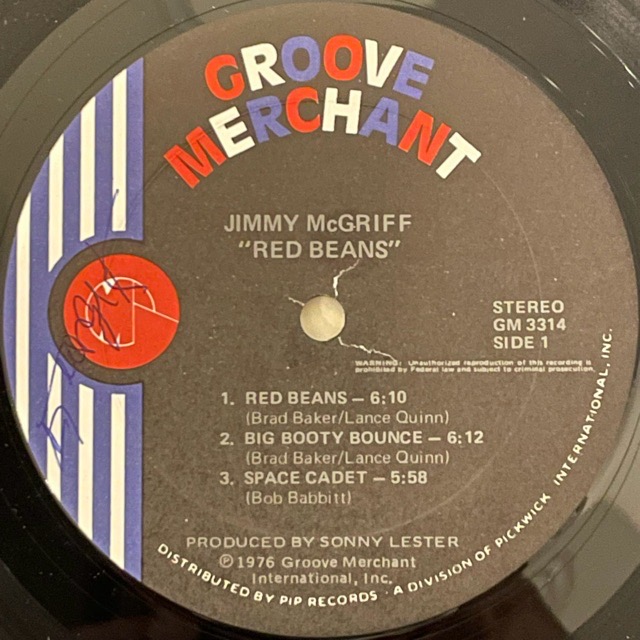 GROOVE
MERCHANT
JIMMY McGRIFF
"RED BEANS"
STEREO
GM 3314
SIDE 1
WARNING: Unauthorized reproduction of this recording is
prohibited by Federal law and subject to criminal prosecution.
1. RED BEANS – 6:10
(Brad Baker/Lance Quinn)
2. BIG BOOTY BOUNCE – 6:12
(Brad Baker/Lance Quinn)
3. SPACE CADET – 5:58
(Bob Babbitt)
PRODUCED BY SONNY LESTER
℗1976 Groove Merchant
International, Inc.
DISTRIBUTED BY PIP RECORDS · A DIVISION OF PICKWICK INTERNATIONAL, INC.